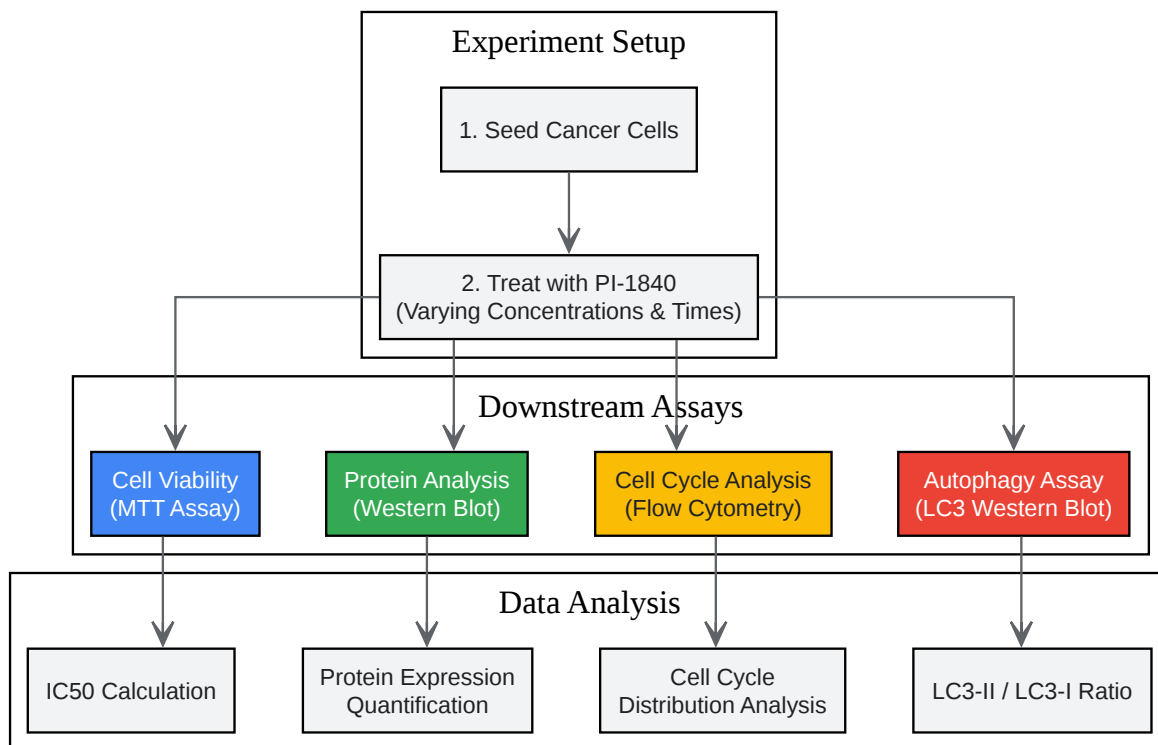 Experiment Setup
1. Seed Cancer Cells
2. Treat with PI-1840
(Varying Concentrations & Times)
Downstream Assays
Cell Viability
(MTT Assay)
Protein Analysis
(Western Blot)
Cell Cycle Analysis
(Flow Cytometry)
Autophagy Assay
(LC3 Western Blot)
Data Analysis
IC50 Calculation
Protein Expression
Quantification
Cell Cycle
Distribution Analysis
LC3-II / LC3-I Ratio